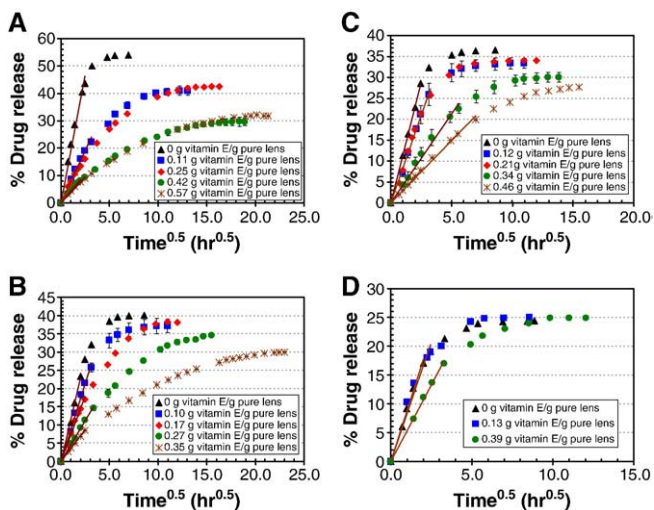 A
% Drug release
60
50
40
30
20
10
0
0 g vitamin E/g pure lens
0.11 g vitamin E/g pure lens
0.25 g vitamin E/g pure lens
0.42 g vitamin E/g pure lens
0.57 g vitamin E/g pure lens
0.0 5.0 10.0 15.0 20.0 25.0
Time0.5 (hr0.5)
C
% Drug release
40
35
30
25
20
15
10
5
0
0 g vitamin E/g pure lens
0.12 g vitamin E/g pure lens
0.21g vitamin E/g pure lens
0.34 g vitamin E/g pure lens
0.46 g vitamin E/g pure lens
0.0 5.0 10.0 15.0 20.0
Time0.5 (hr0.5)
B
% Drug release
45
40
35
30
25
20
15
10
5
0
0 g vitamin E/g pure lens
0.10 g vitamin E/g pure lens
0.17 g vitamin E/g pure lens
0.27 g vitamin E/g pure lens
0.35 g vitamin E/g pure lens
0.0 5.0 10.0 15.0 20.0 25.0
Time0.5 (hr0.5)
D
% Drug release
30
25
20
15
10
5
0
0 g vitamin E/g pure lens
0.13 g vitamin E/g pure lens
0.39 g vitamin E/g pure lens
0.0 5.0 10.0 15.0
Time0.5 (hr0.5)